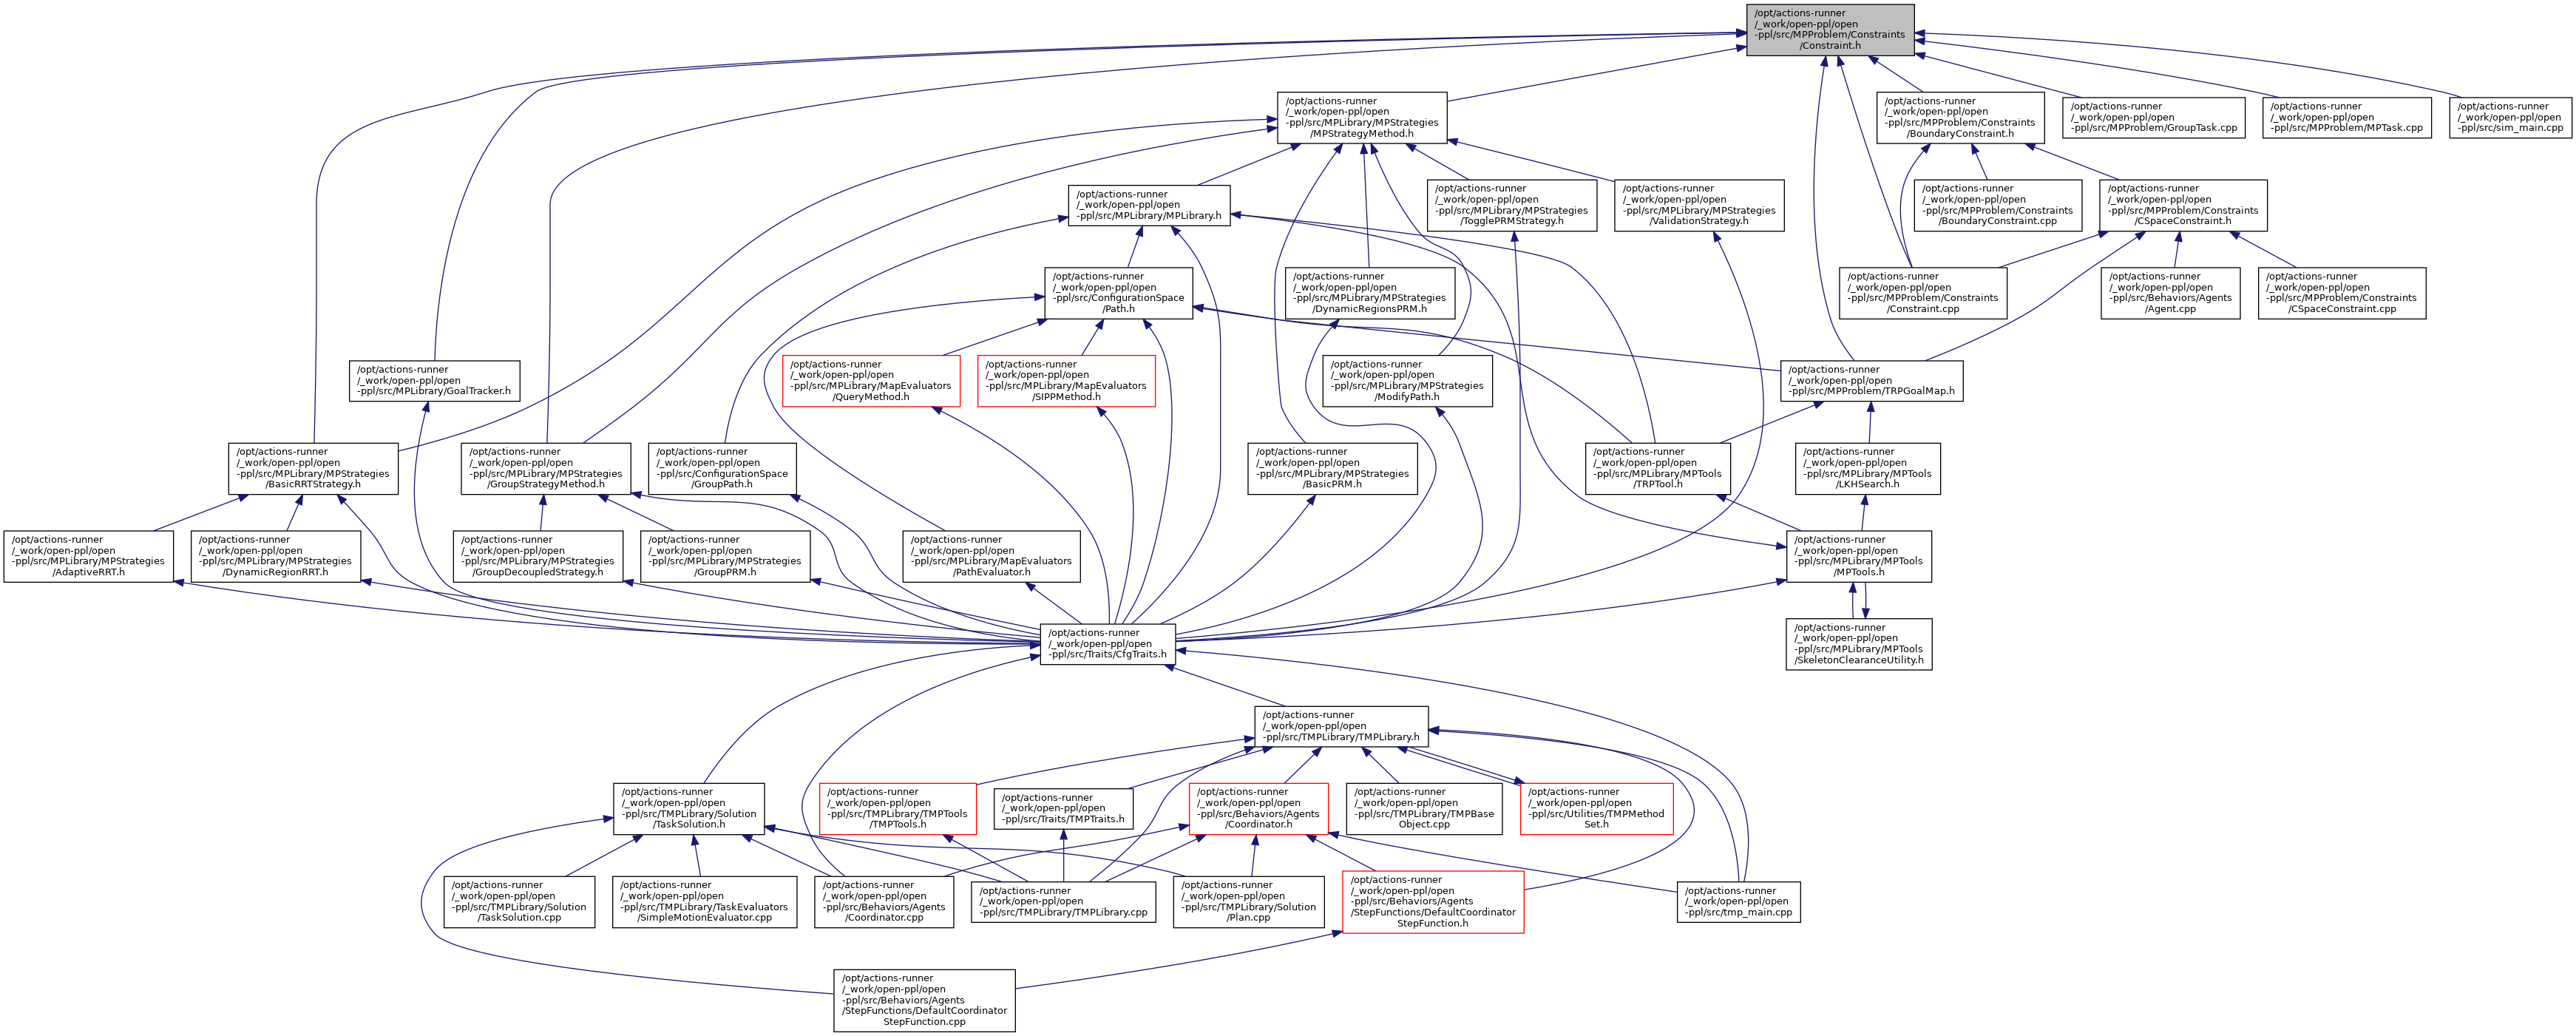 /opt/actions-runner
/_work/open-ppl/open
-ppl/src/MPProblem/Constraints
/Constraint.h
/opt/actions-runner
/_work/open-ppl/open
-ppl/src/MPLibrary/MPStrategies
/MPStrategyMethod.h
/opt/actions-runner
/_work/open-ppl/open
-ppl/src/MPProblem/Constraints
/BoundaryConstraint.h
/opt/actions-runner
/_work/open-ppl/open
-ppl/src/MPProblem/GroupTask.cpp
/opt/actions-runner
/_work/open-ppl/open
-ppl/src/MPProblem/MPTask.cpp
/opt/actions-runner
/_work/open-ppl/open
-ppl/src/sim_main.cpp
/opt/actions-runner
/_work/open-ppl/open
-ppl/src/MPLibrary/MPLibrary.h
/opt/actions-runner
/_work/open-ppl/open
-ppl/src/MPLibrary/MPStrategies
/TogglePRMStrategy.h
/opt/actions-runner
/_work/open-ppl/open
-ppl/src/MPLibrary/MPStrategies
/ValidationStrategy.h
/opt/actions-runner
/_work/open-ppl/open
-ppl/src/MPProblem/Constraints
/BoundaryConstraint.cpp
/opt/actions-runner
/_work/open-ppl/open
-ppl/src/MPProblem/Constraints
/CSpaceConstraint.h
/opt/actions-runner
/_work/open-ppl/open
-ppl/src/ConfigurationSpace
/Path.h
/opt/actions-runner
/_work/open-ppl/open
-ppl/src/MPLibrary/MPStrategies
/DynamicRegionsPRM.h
/opt/actions-runner
/_work/open-ppl/open
-ppl/src/MPProblem/Constraints
/Constraint.cpp
/opt/actions-runner
/_work/open-ppl/open
-ppl/src/Behaviors/Agents
/Agent.cpp
/opt/actions-runner
/_work/open-ppl/open
-ppl/src/MPProblem/Constraints
/CSpaceConstraint.cpp
/opt/actions-runner
/_work/open-ppl/open
-ppl/src/MPLibrary/GoalTracker.h
/opt/actions-runner
/_work/open-ppl/open
-ppl/src/MPLibrary/MapEvaluators
/QueryMethod.h
/opt/actions-runner
/_work/open-ppl/open
-ppl/src/MPLibrary/MapEvaluators
/SIPPMethod.h
/opt/actions-runner
/_work/open-ppl/open
-ppl/src/MPLibrary/MPStrategies
/ModifyPath.h
/opt/actions-runner
/_work/open-ppl/open
-ppl/src/MPProblem/TRPGoalMap.h
/opt/actions-runner
/_work/open-ppl/open
-ppl/src/MPLibrary/MPStrategies
/BasicRRTStrategy.h
/opt/actions-runner
/_work/open-ppl/open
-ppl/src/MPLibrary/MPStrategies
/GroupStrategyMethod.h
/opt/actions-runner
/_work/open-ppl/open
-ppl/src/ConfigurationSpace
/GroupPath.h
/opt/actions-runner
/_work/open-ppl/open
-ppl/src/MPLibrary/MPStrategies
/BasicPRM.h
/opt/actions-runner
/_work/open-ppl/open
-ppl/src/MPLibrary/MPTools
/TRPTool.h
/opt/actions-runner
/_work/open-ppl/open
-ppl/src/MPLibrary/MPTools
/LKHSearch.h
/opt/actions-runner
/_work/open-ppl/open
-ppl/src/MPLibrary/MPStrategies
/AdaptiveRRT.h
/opt/actions-runner
/_work/open-ppl/open
-ppl/src/MPLibrary/MPStrategies
/DynamicRegionRRT.h
/opt/actions-runner
/_work/open-ppl/open
-ppl/src/MPLibrary/MPStrategies
/GroupDecoupledStrategy.h
/opt/actions-runner
/_work/open-ppl/open
-ppl/src/MPLibrary/MPStrategies
/GroupPRM.h
/opt/actions-runner
/_work/open-ppl/open
-ppl/src/MPLibrary/MapEvaluators
/PathEvaluator.h
/opt/actions-runner
/_work/open-ppl/open
-ppl/src/MPLibrary/MPTools
/MPTools.h
/opt/actions-runner
/_work/open-ppl/open
-ppl/src/Traits/CfgTraits.h
/opt/actions-runner
/_work/open-ppl/open
-ppl/src/MPLibrary/MPTools
/SkeletonClearanceUtility.h
/opt/actions-runner
/_work/open-ppl/open
-ppl/src/TMPLibrary/TMPLibrary.h
/opt/actions-runner
/_work/open-ppl/open
-ppl/src/TMPLibrary/Solution
/TaskSolution.h
/opt/actions-runner
/_work/open-ppl/open
-ppl/src/TMPLibrary/TMPTools
/TMPTools.h
/opt/actions-runner
/_work/open-ppl/open
-ppl/src/Traits/TMPTraits.h
/opt/actions-runner
/_work/open-ppl/open
-ppl/src/Behaviors/Agents
/Coordinator.h
/opt/actions-runner
/_work/open-ppl/open
-ppl/src/TMPLibrary/TMPBase
Object.cpp
/opt/actions-runner
/_work/open-ppl/open
-ppl/src/Utilities/TMPMethod
Set.h
/opt/actions-runner
/_work/open-ppl/open
-ppl/src/TMPLibrary/Solution
/TaskSolution.cpp
/opt/actions-runner
/_work/open-ppl/open
-ppl/src/TMPLibrary/TaskEvaluators
/SimpleMotionEvaluator.cpp
/opt/actions-runner
/_work/open-ppl/open
-ppl/src/Behaviors/Agents
/Coordinator.cpp
/opt/actions-runner
/_work/open-ppl/open
-ppl/src/TMPLibrary/TMPLibrary.cpp
/opt/actions-runner
/_work/open-ppl/open
-ppl/src/TMPLibrary/Solution
/Plan.cpp
/opt/actions-runner
/_work/open-ppl/open
-ppl/src/Behaviors/Agents
/StepFunctions/DefaultCoordinator
StepFunction.h
/opt/actions-runner
/_work/open-ppl/open
-ppl/src/tmp_main.cpp
/opt/actions-runner
/_work/open-ppl/open
-ppl/src/Behaviors/Agents
/StepFunctions/DefaultCoordinator
StepFunction.cpp